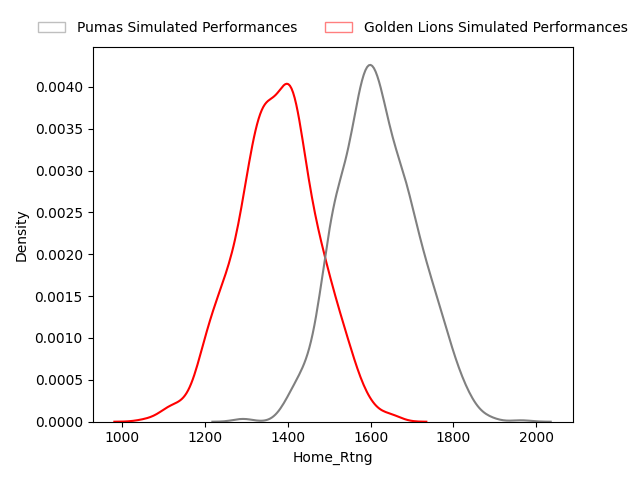 Pumas Simulated Performances Golden Lions Simulated Performances
0.0040
0.0035
0.0030
0.0025
0.0020
0.0015
0.0010
0.0005
0.0000
Density
1000 1200 1400 1600 1800 2000
Home_Rtng